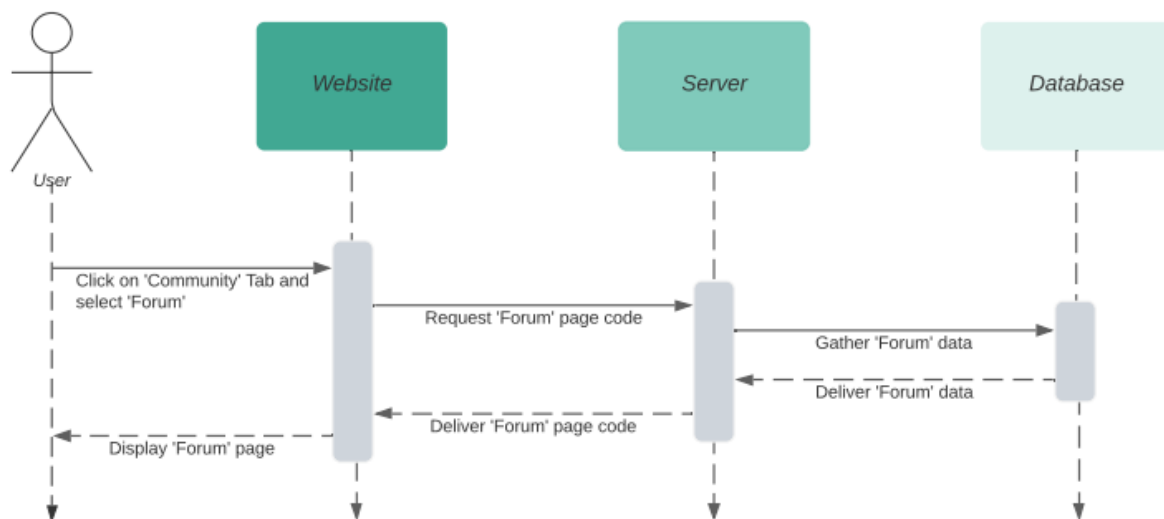 Website
Server
Database
User
Click on 'Community' Tab and
select 'Forum'
Request 'Forum' page code
Gather 'Forum' data
Deliver 'Forum' data
Deliver 'Forum' page code
Display 'Forum' page